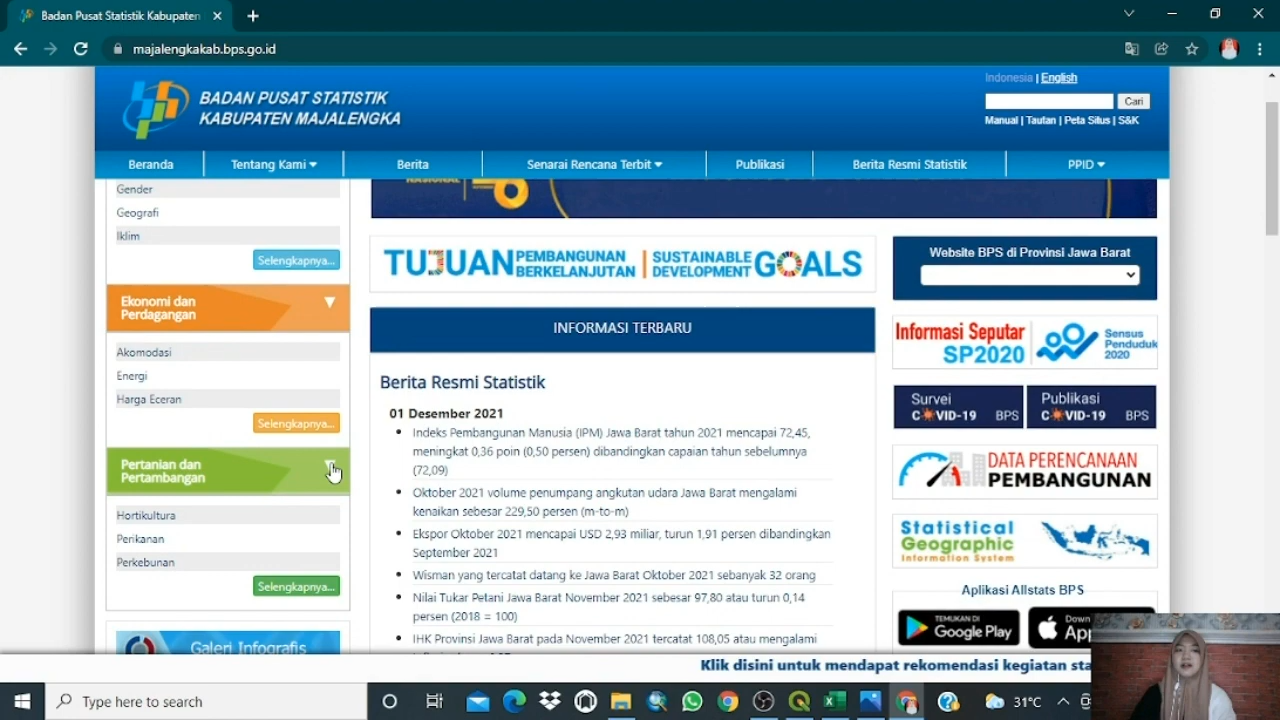 Badan Pusat Statistik Kabupaten
majalengkakab.bps.go.id
Indonesia | English
BADAN PUSAT STATISTIK
KABUPATEN MAJALENGKA
Cari
Manual | Tautan | Peta Situs | S&K
Beranda
Tentang Kami
Berita
Senarai Rencana Terbit
Publikasi
Berita Resmi Statistik
PPID
Gender
Geografi
Iklim
Selengkapnya...
Ekonomi dan
Perdagangan
Akomodasi
Energi
Harga Eceran
Selengkapnya...
Pertanian dan
Pertambangan
Hortikultura
Perikanan
Perkebunan
Selengkapnya...
Galeri Infografis
TUJUAN PEMBANGUNAN BERKELANJUTAN | SUSTAINABLE DEVELOPMENT GOALS
INFORMASI TERBARU
Berita Resmi Statistik
01 Desember 2021
Indeks Pembangunan Manusia (IPM) Jawa Barat tahun 2021 mencapai 72,45,
meningkat 0,36 poin (0,50 persen) dibandingkan capaian tahun sebelumnya
(72,09)
Oktober 2021 volume penumpang angkutan udara Jawa Barat mengalami
kenaikan sebesar 229,50 persen (m-to-m)
Ekspor Oktober 2021 mencapai USD 2,93 miliar, turun 1,91 persen dibandingkan
September 2021
Wisman yang tercatat datang ke Jawa Barat Oktober 2021 sebanyak 32 orang
Nilai Tukar Petani Jawa Barat November 2021 sebesar 97,80 atau turun 0,14
persen (2018 = 100)
IHK Provinsi Jawa Barat pada November 2021 tercatat 108,05 atau mengalami
Website BPS di Provinsi Jawa Barat
Informasi Seputar
SP2020
Sensus
Penduduk
2020
Survei
COVID-19 BPS
Publikasi
COVID-19 BPS
DATA PERENCANAAN
PEMBANGUNAN
Statistical
Geographic
Information System
Aplikasi Allstats BPS
TEMUKAN DI
Google Play
Down
App
Klik disini untuk mendapat rekomendasi kegiatan sta
Type here to search
31°C